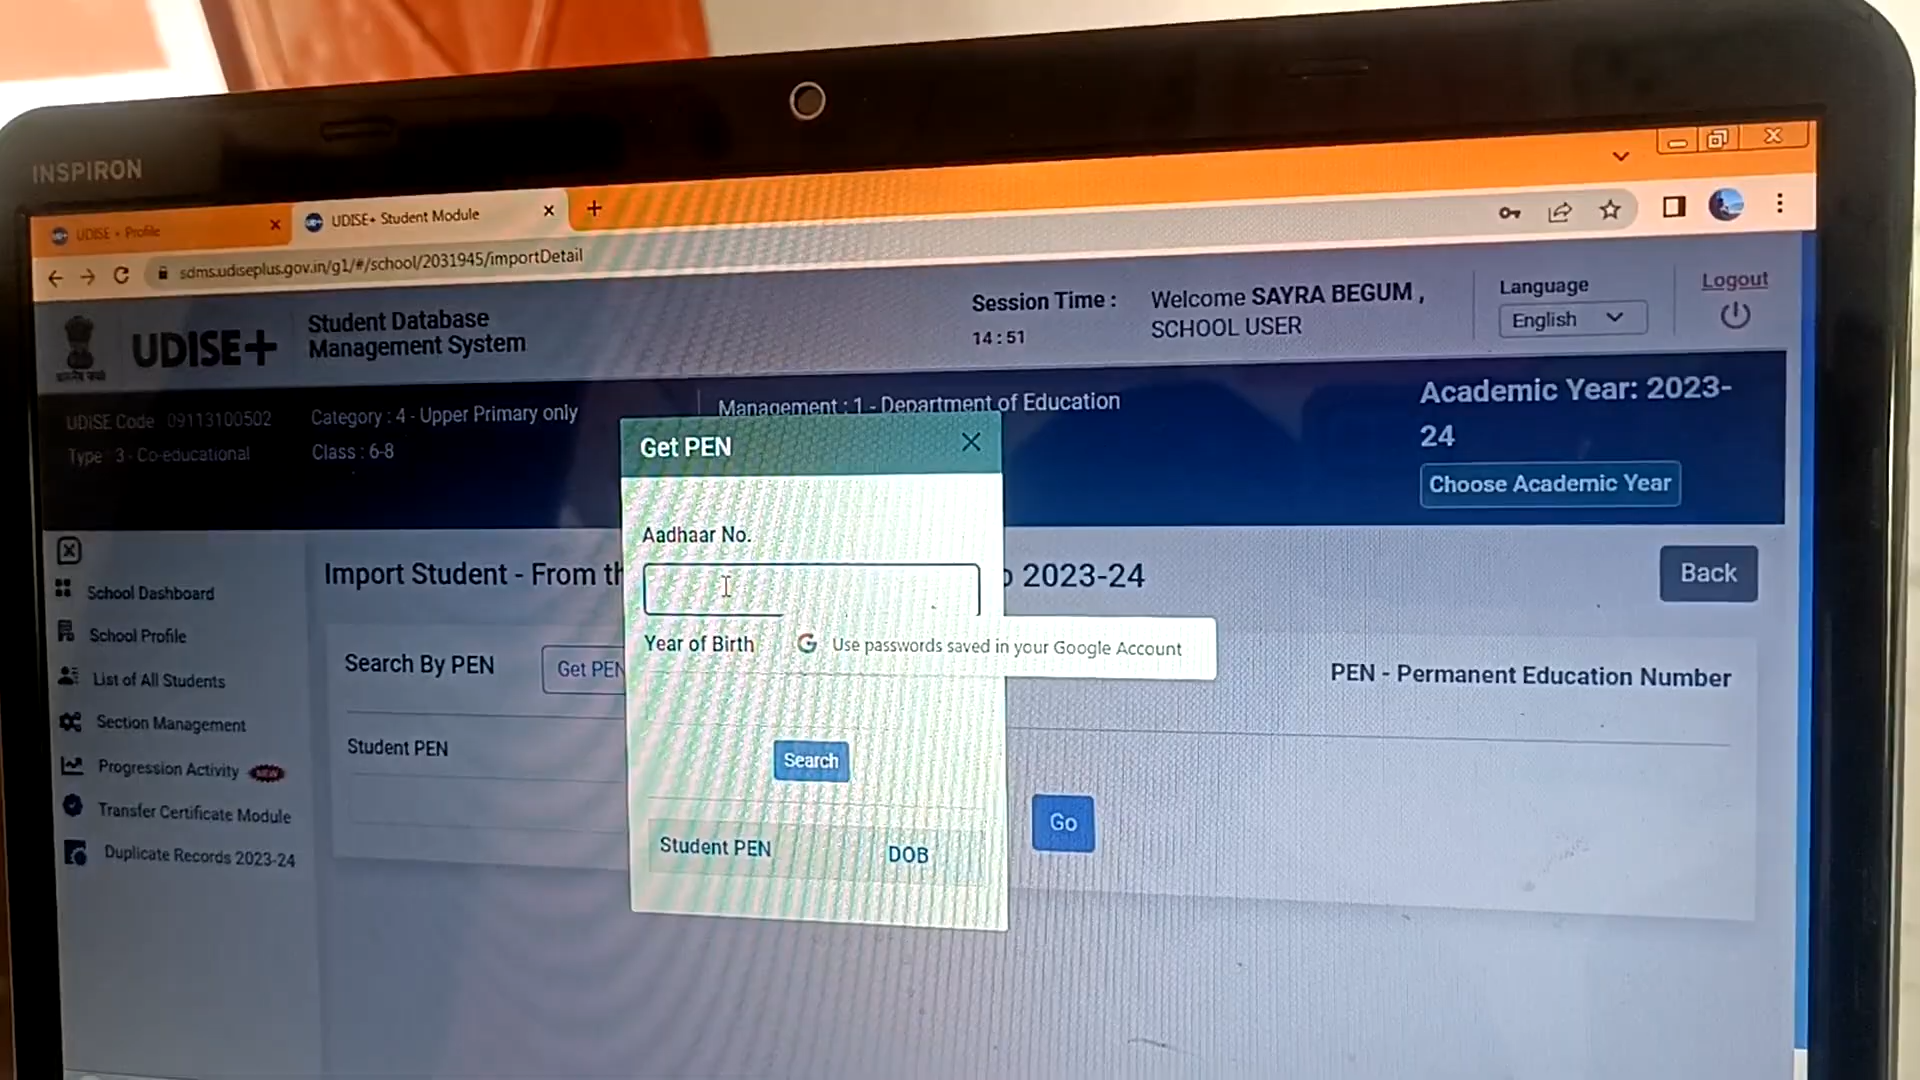 INSPIRON
UDISE + Profile
UDISE+ Student Module
sdms.udiseplus.gov.in/g1/#/school/2031945/importDetail
UDISE+
Student Database
Management System
Session Time :
14 : 51
Welcome SAYRA BEGUM ,
SCHOOL USER
Language
English
Logout
UDISE Code 09113100502
Category : 4 - Upper Primary only
Management : 1 - Department of Education
Type : 3 - Co-educational
Class : 6-8
Academic Year: 2023-
24
Choose Academic Year
School Dashboard
School Profile
List of All Students
Section Management
Progression Activity NEW
Transfer Certificate Module
Duplicate Records 2023-24
Import Student - From
2023-24
Back
Search By PEN
Get PEN
PEN - Permanent Education Number
Student PEN
Go
Get PEN
Aadhaar No.
Year of Birth
Use passwords saved in your Google Account
Search
Student PEN
DOB